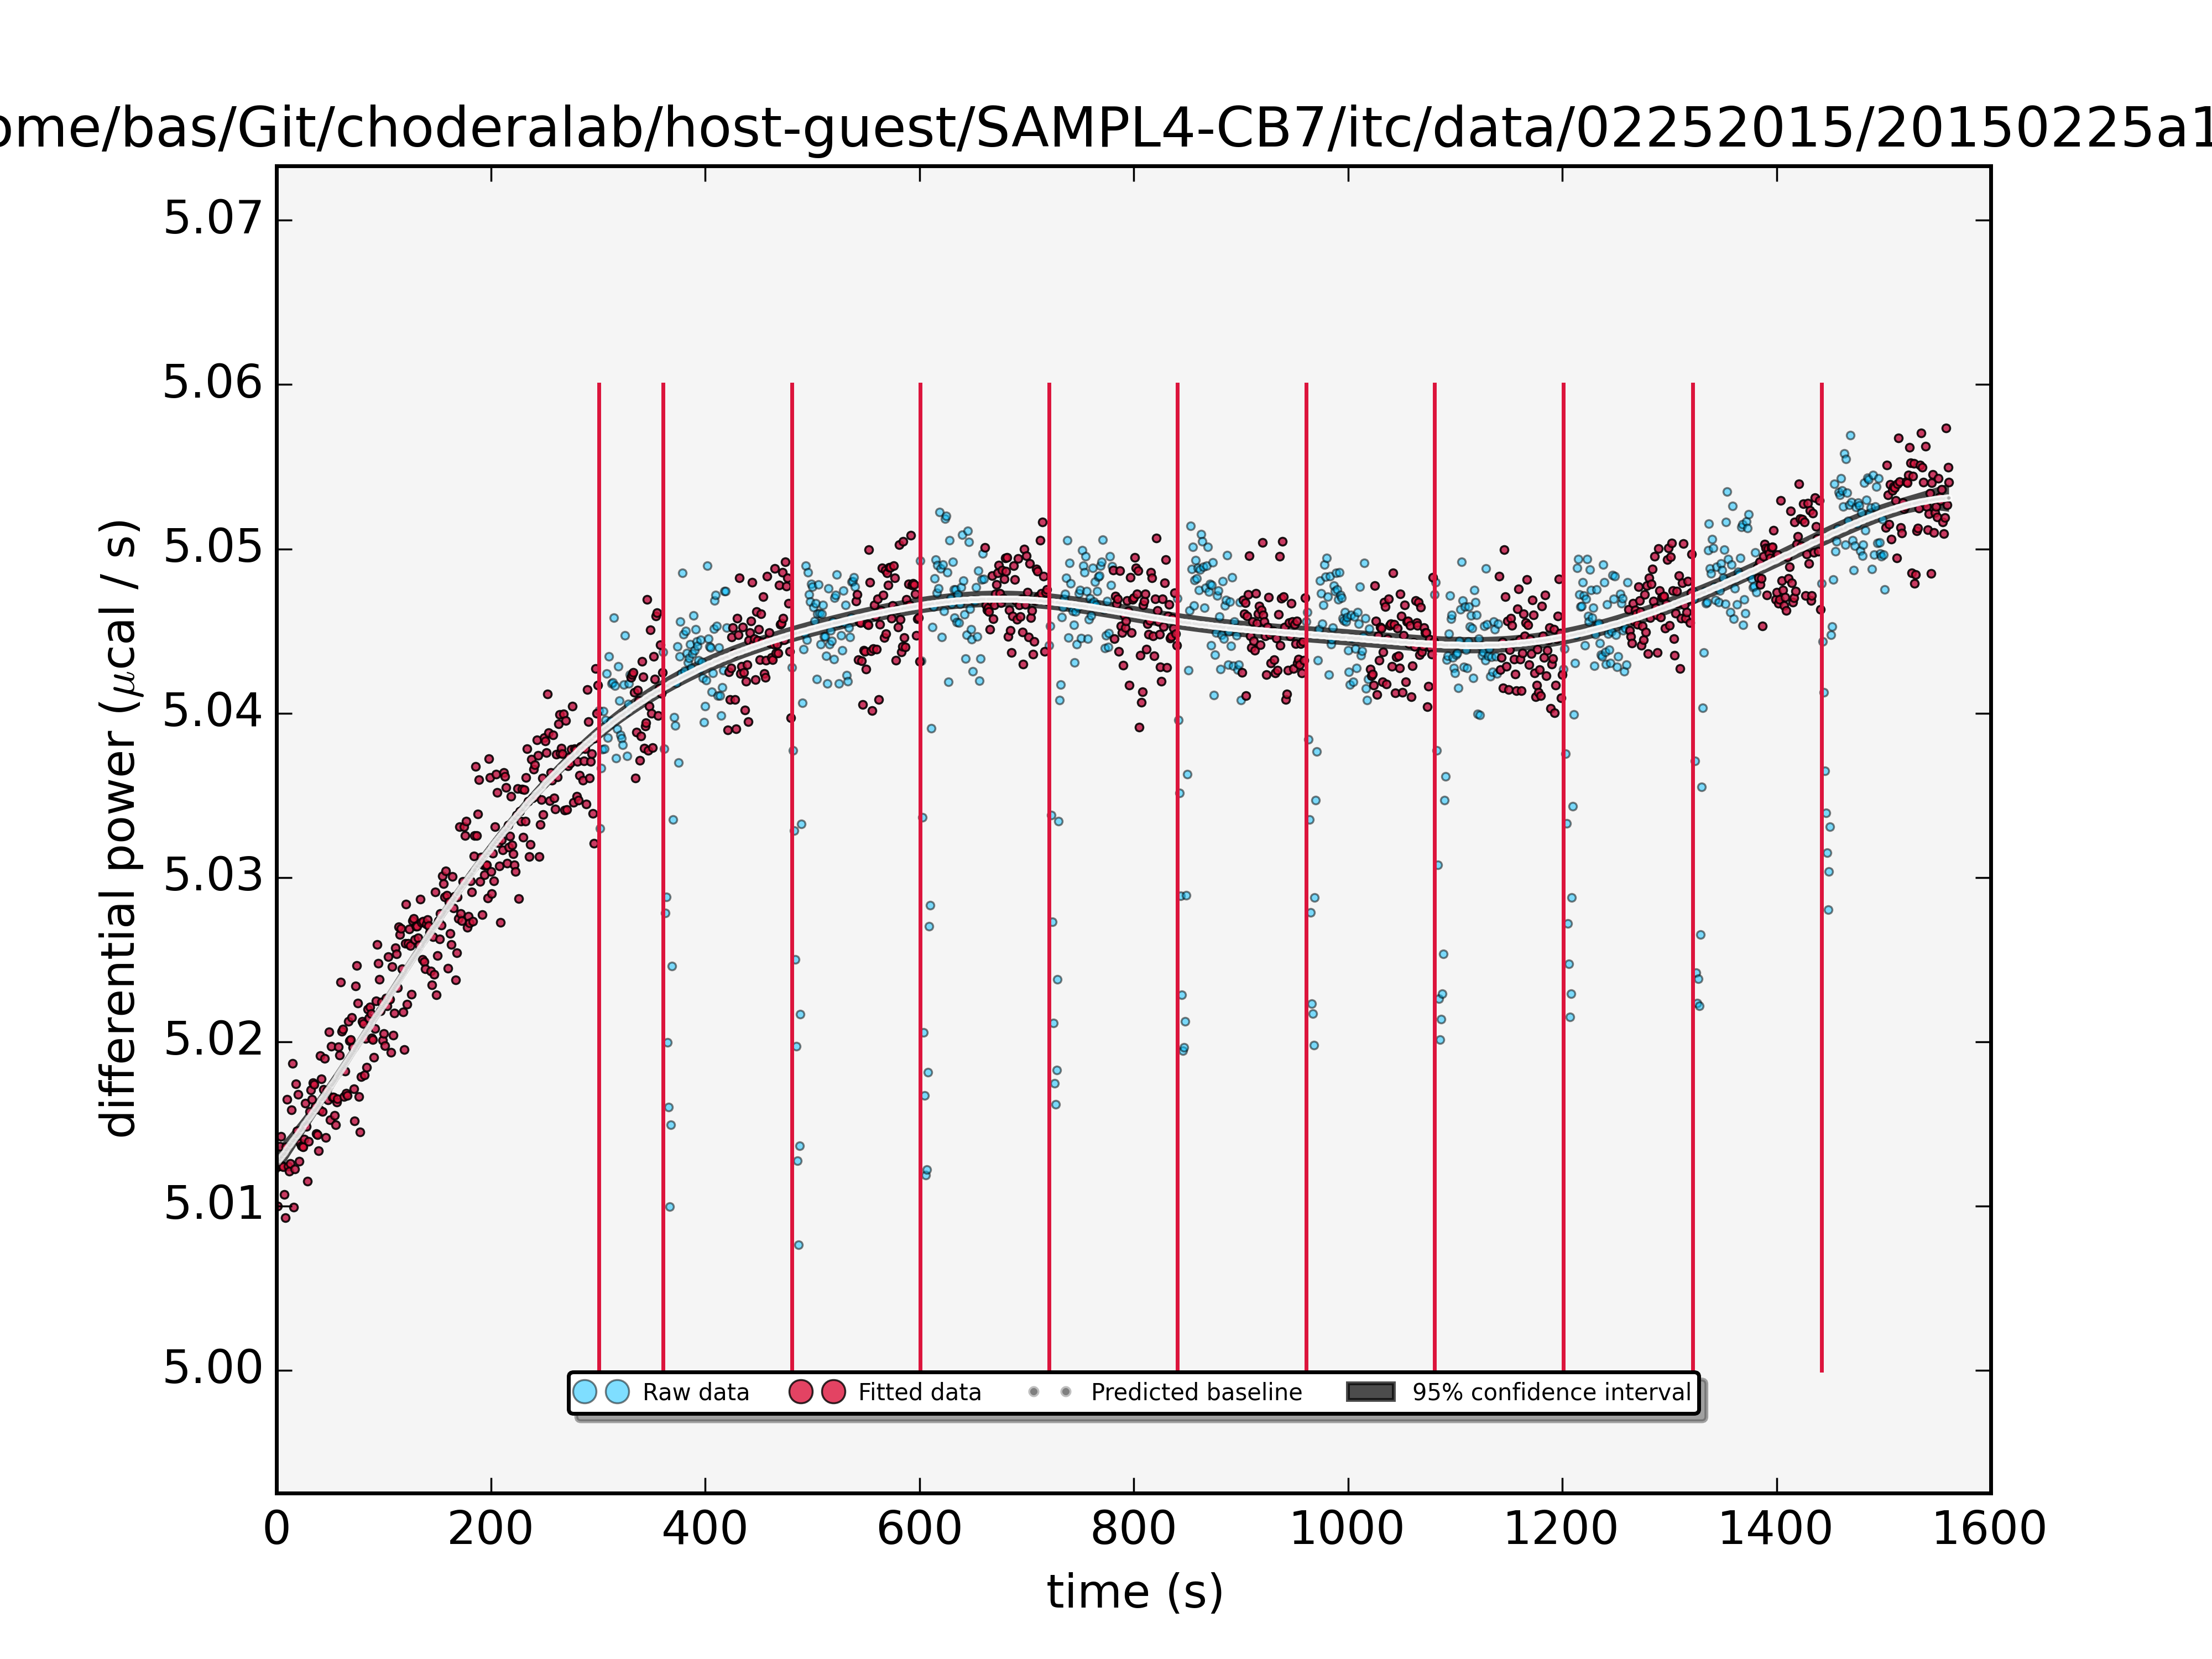 ome/bas/Git/choderalab/host-guest/SAMPL4-CB7/itc/data/02252015/20150225a1
5.07
5.06
5.05
5.04
5.03
5.02
5.01
5.00
differential power (μcal / s)
Raw data Fitted data Predicted baseline 95% confidence interval
0 200 400 600 800 1000 1200 1400 1600
time (s)